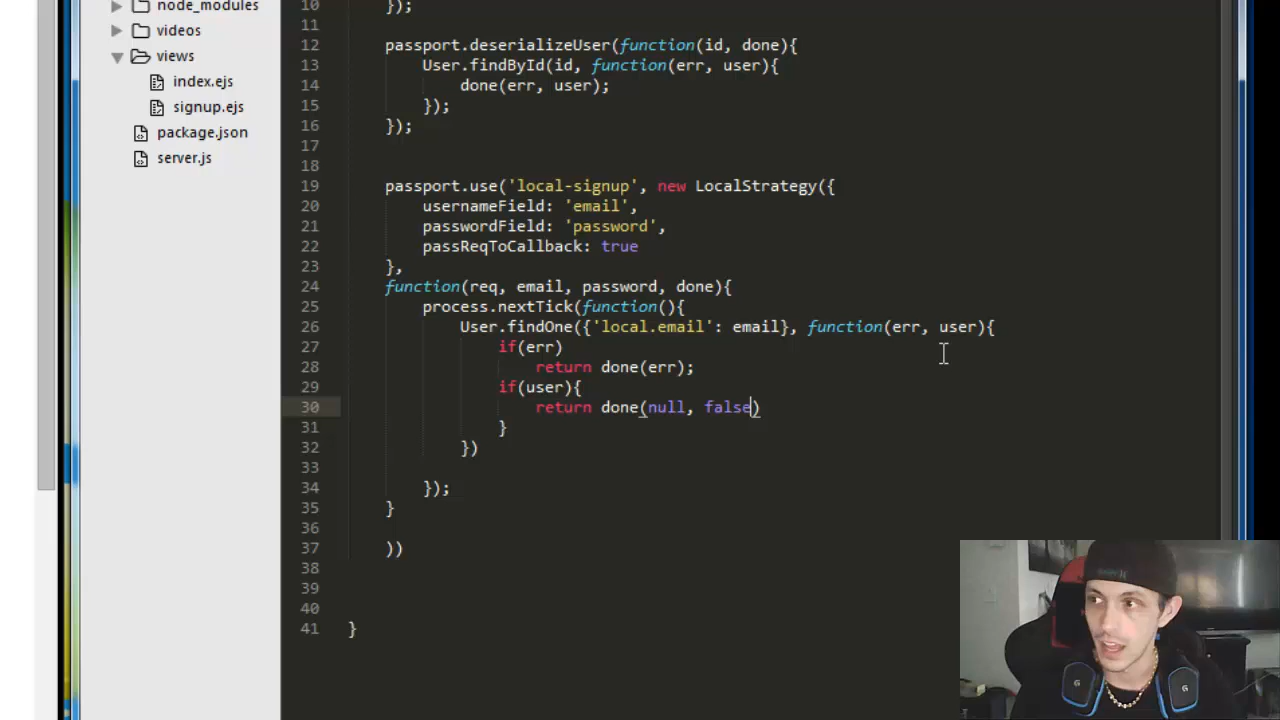 node_modules
videos
views
index.ejs
signup.ejs
package.json
server.js
10 });
11
12 passport.deserializeUser(function(id, done){
13 User.findById(id, function(err, user){
14 done(err, user);
15 });
16 });
17
18
19 passport.use('local-signup', new LocalStrategy({
20 usernameField: 'email',
21 passwordField: 'password',
22 passReqToCallback: true
23 },
24 function(req, email, password, done){
25 process.nextTick(function(){
26 User.findOne({'local.email': email}, function(err, user){
27 if(err)
28 return done(err);
29 if(user){
30 return done(null, false)
31 }
32 })
33
34 });
35 }
36
37 ))
38
39
40
41 }